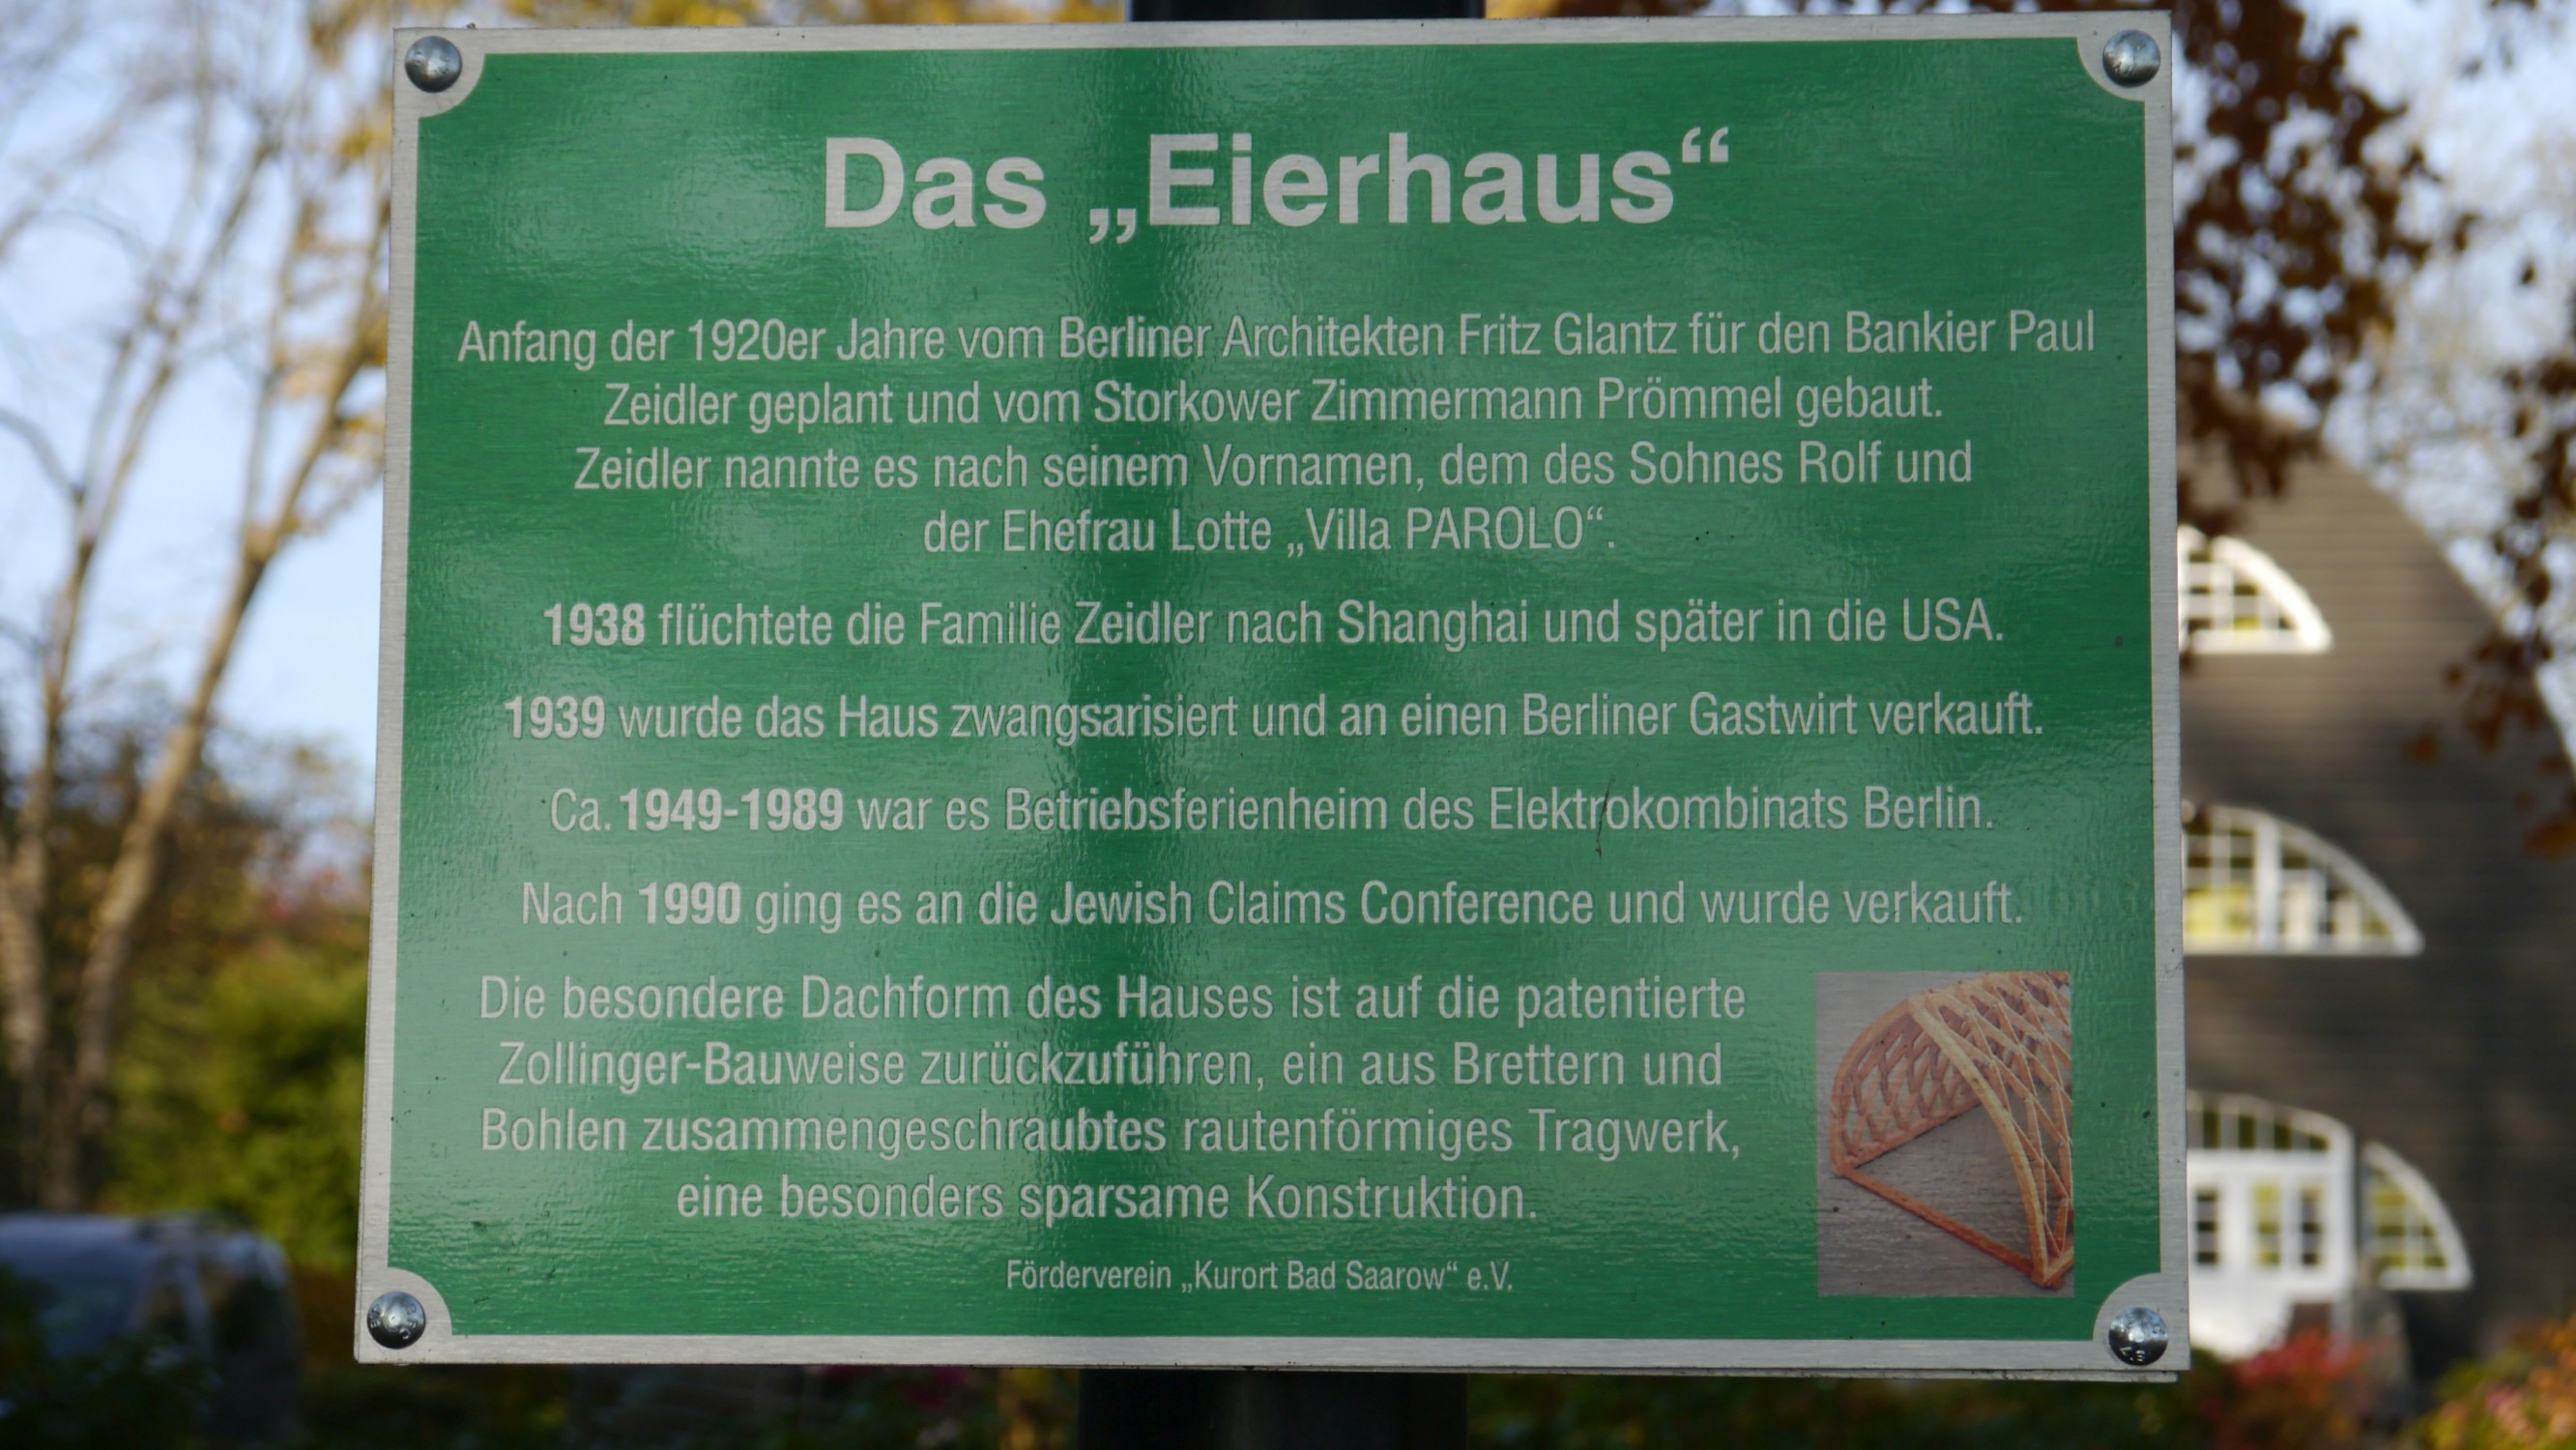 Das „Eierhaus“
Anfang der 1920er Jahre vom Berliner Architekten Fritz Glantz für den Bankier Paul
Zeidler geplant und vom Storkower Zimmermann Prömmel gebaut.
Zeidler nannte es nach seinem Vornamen, dem des Sohnes Rolf und
der Ehefrau Lotte „Villa PAROLO“.
1938 flüchtete die Familie Zeidler nach Shanghai und später in die USA.
1939 wurde das Haus zwangsarisiert und an einen Berliner Gastwirt verkauft.
Ca. 1949-1989 war es Betriebsferienheim des Elektrokombinats Berlin.
Nach 1990 ging es an die Jewish Claims Conference und wurde verkauft.
Die besondere Dachform des Hauses ist auf die patentierte
Zollinger-Bauweise zurückzuführen, ein aus Brettern und
Bohlen zusammengeschraubtes rautenförmiges Tragwerk,
eine besonders sparsame Konstruktion.
Förderverein „Kurort Bad Saarow“ e.V.